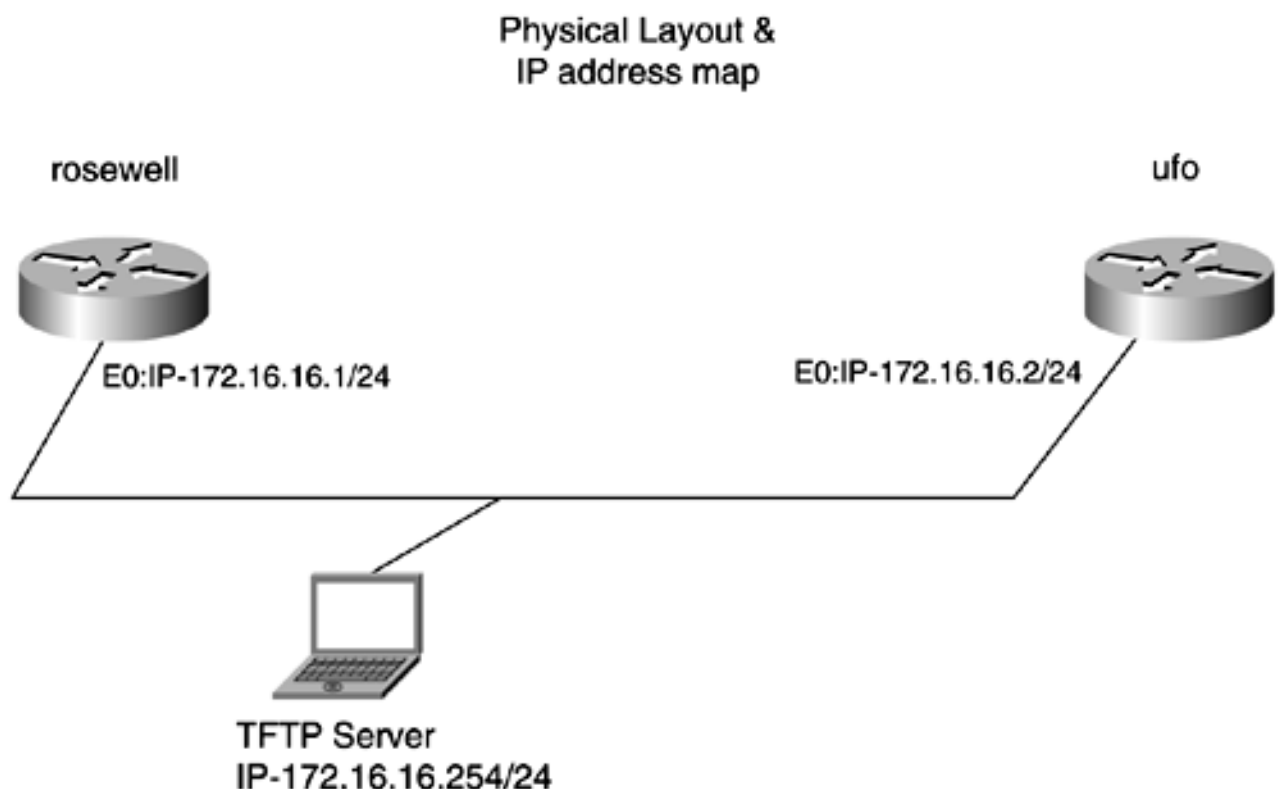 Physical Layout &
IP address map
rosewell
ufo
E0:IP-172.16.16.1/24
E0:IP-172.16.16.2/24
TFTP Server
IP-172.16.16.254/24